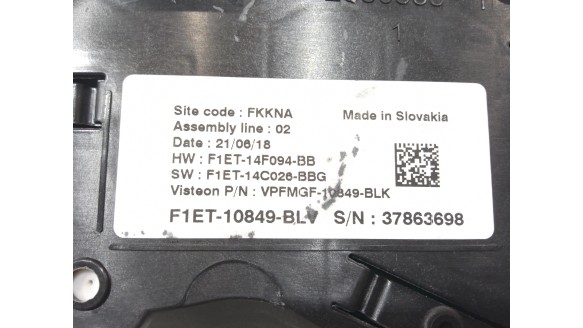 1
Site code : FKKNA
Made in Slovakia
Assembly line : 02
Date : 21/06/18
HW : F1ET-14F094-BB
SW : F1ET-14C026-BBG
Visteon P/N : VPFMGF-10849-BLK
F1ET-10849-BLV S/N : 37863698